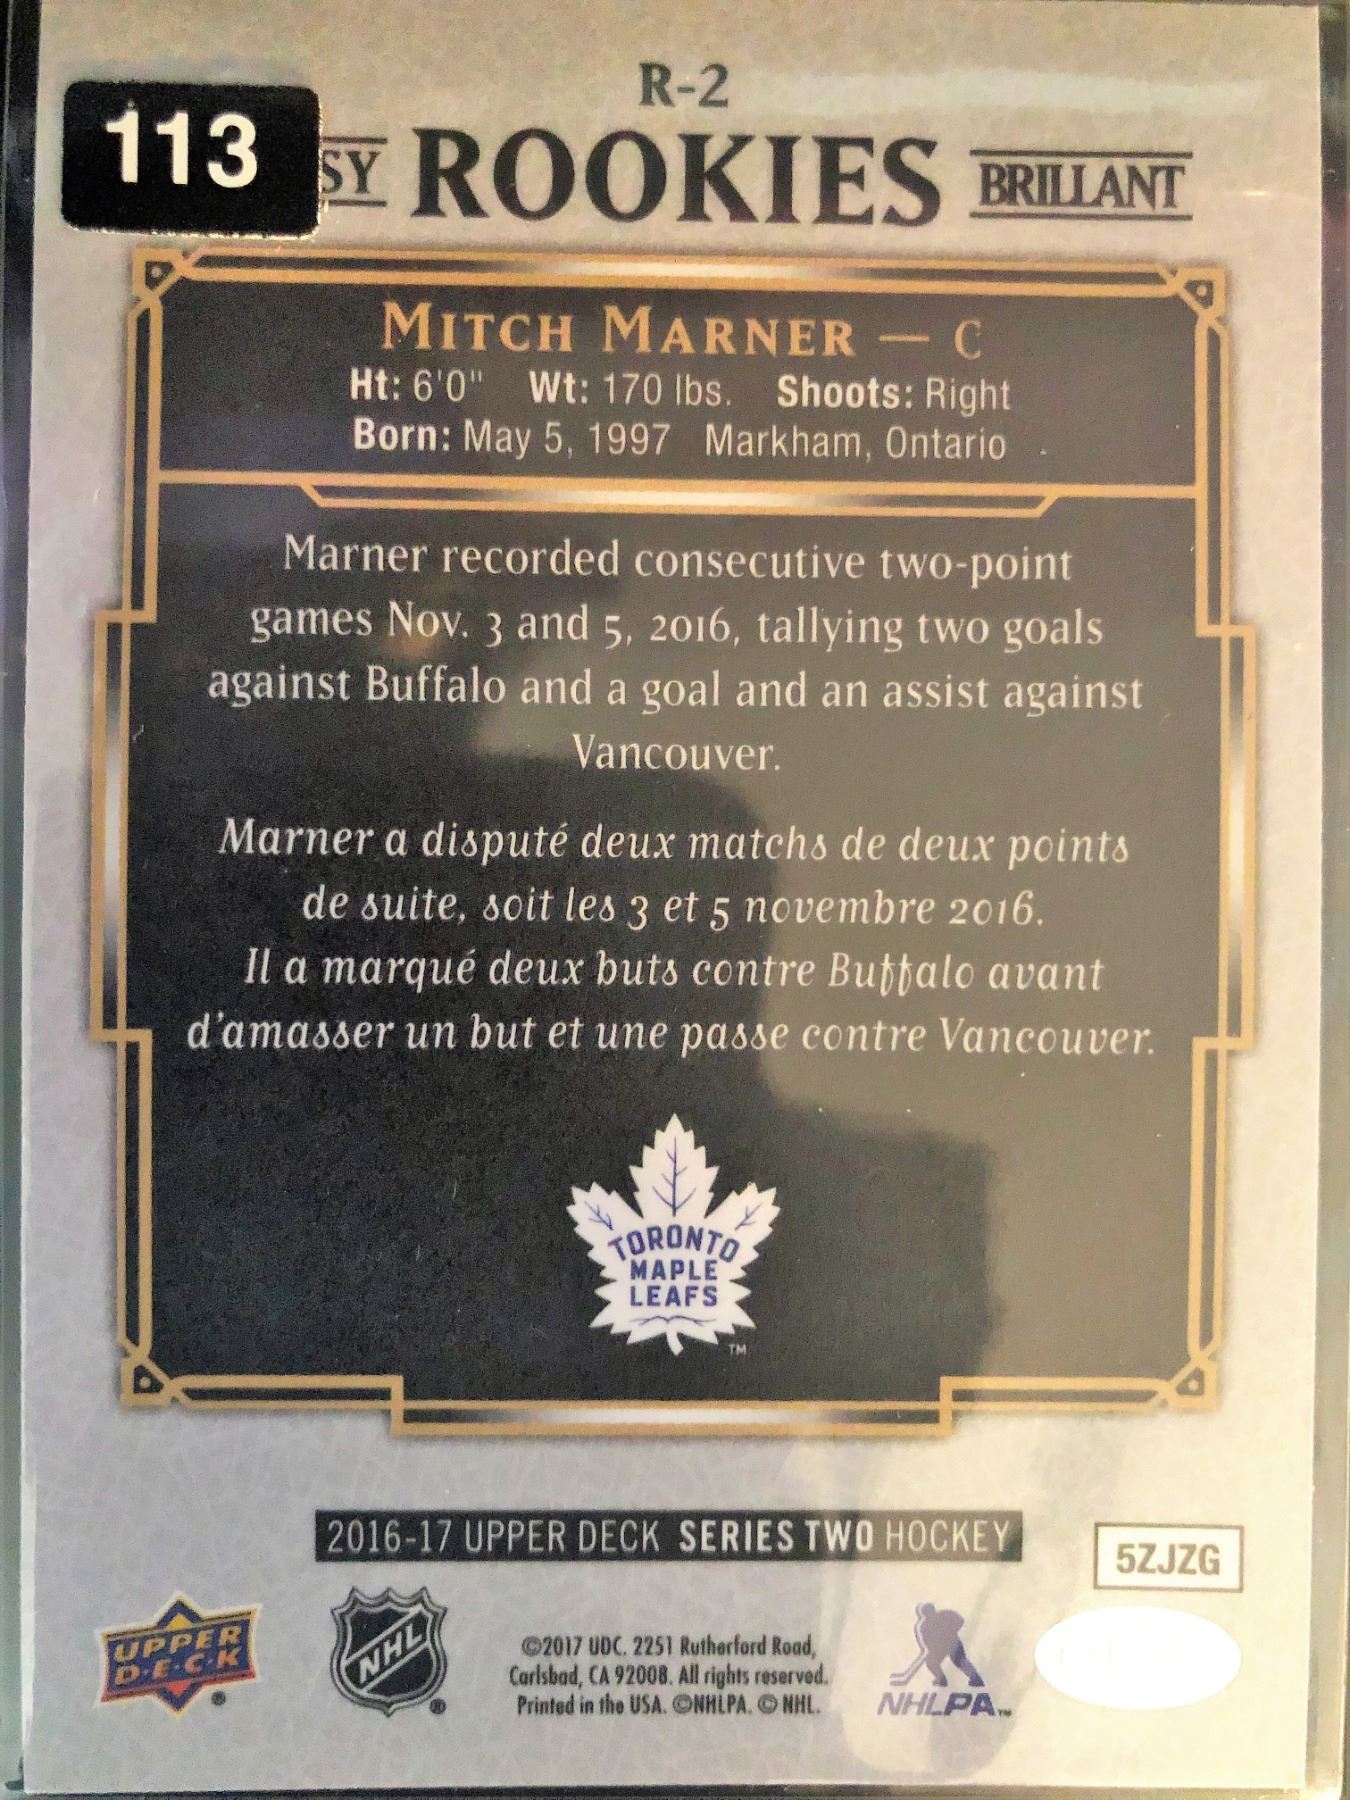 R-2
113
SY ROOKIES BRILLANT
MITCH MARNER — C
Ht: 6'0" Wt: 170 lbs. Shoots: Right
Born: May 5, 1997 Markham, Ontario
Marner recorded consecutive two-point
games Nov. 3 and 5, 2016, tallying two goals
against Buffalo and a goal and an assist against
Vancouver.
Marner a disputé deux matchs de deux points
de suite, soit les 3 et 5 novembre 2016.
Il a marqué deux buts contre Buffalo avant
d'amasser un but et une passe contre Vancouver.
TORONTO
MAPLE
LEAFS
TM
2016-17 UPPER DECK SERIES TWO HOCKEY
5ZJZG
UPPER
D·E·C·K
®
NHL
®
©2017 UDC. 2251 Rutherford Road,
Carlsbad, CA 92008. All rights reserved.
Printed in the USA. ©NHLPA. © NHL.
NHLPA™